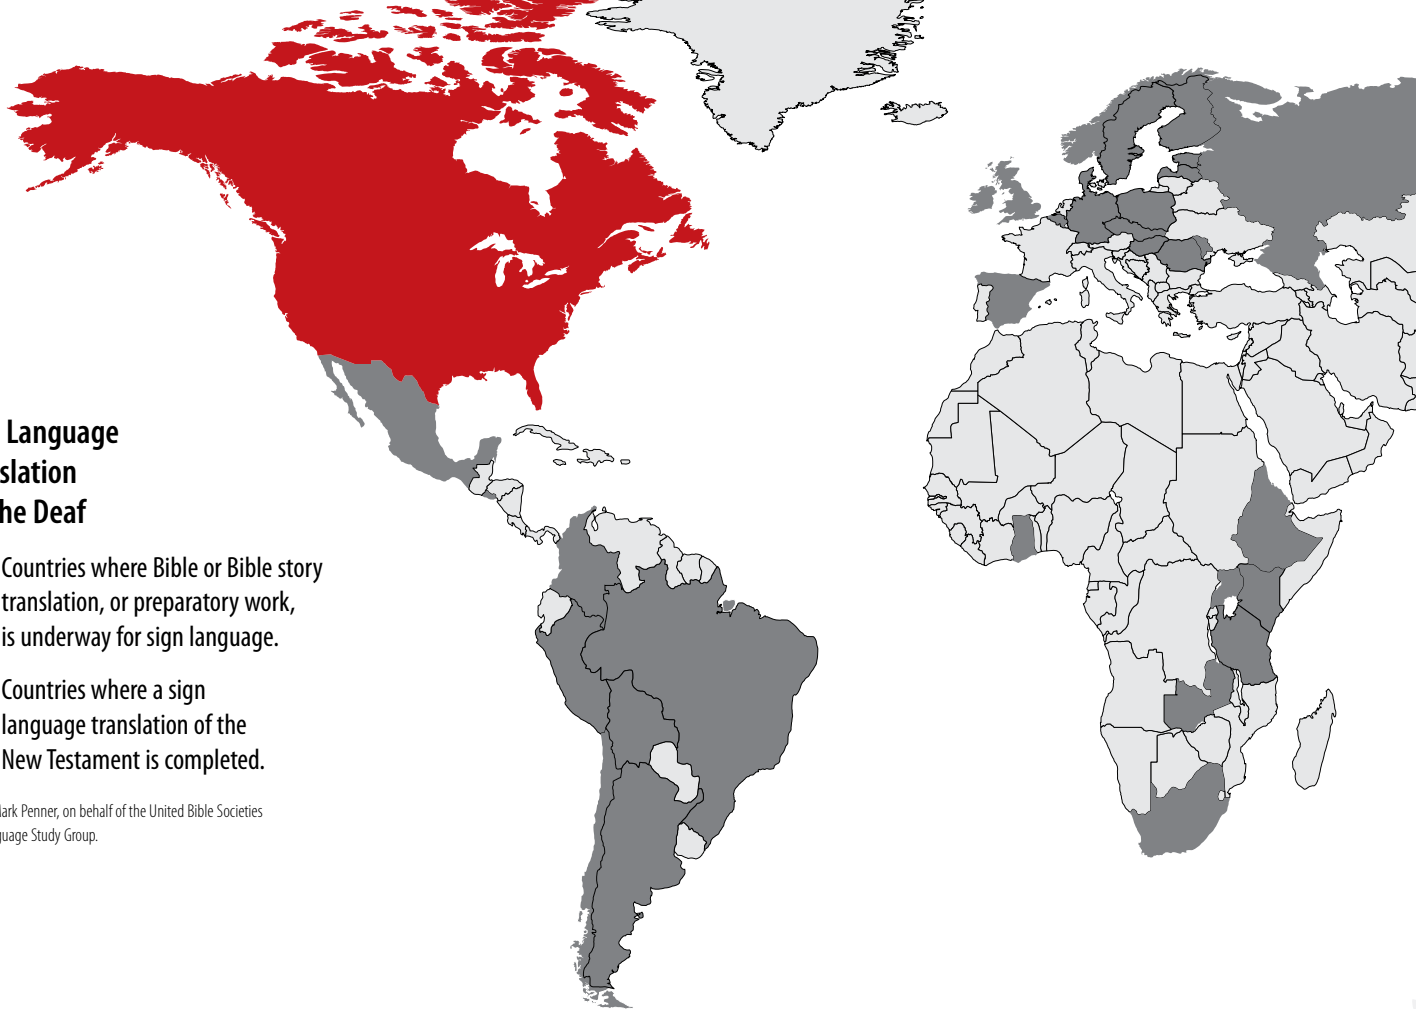 Language
slation
he Deaf
Countries where Bible or Bible story
translation, or preparatory work,
is underway for sign language.
Countries where a sign
language translation of the
New Testament is completed.
ark Penner, on behalf of the United Bible Societies
guage Study Group.